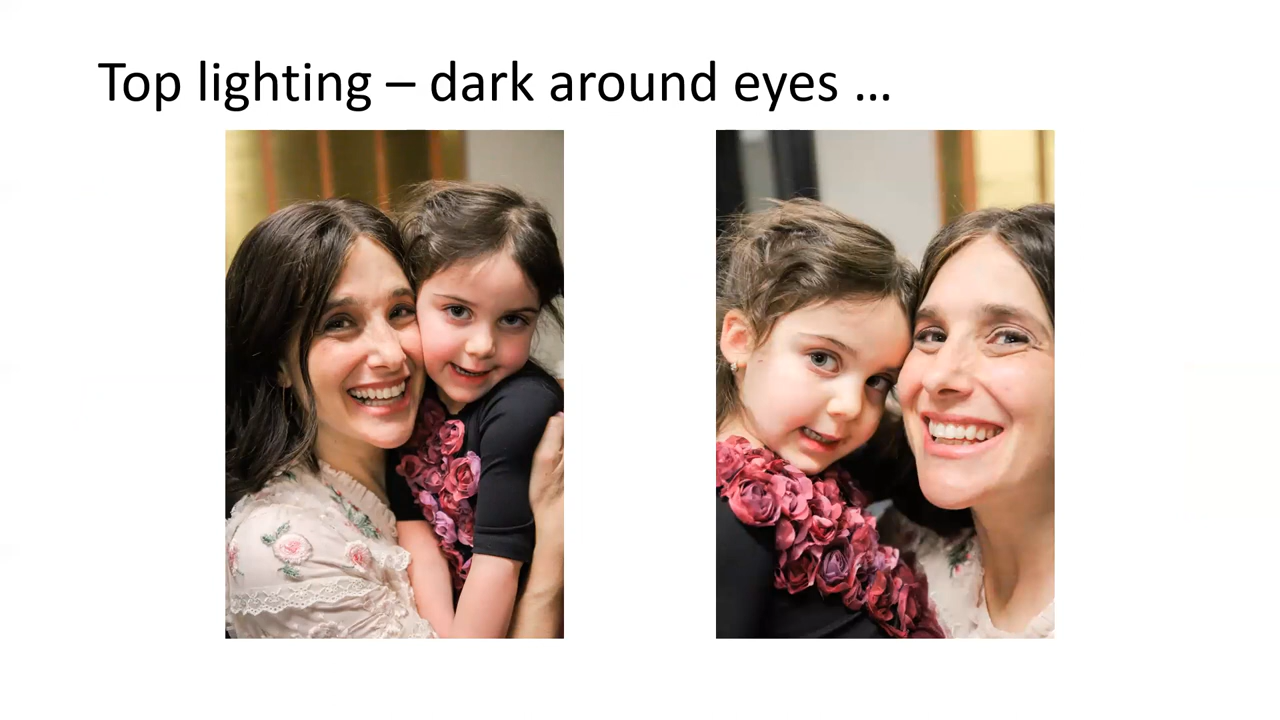 Top lighting – dark around eyes …